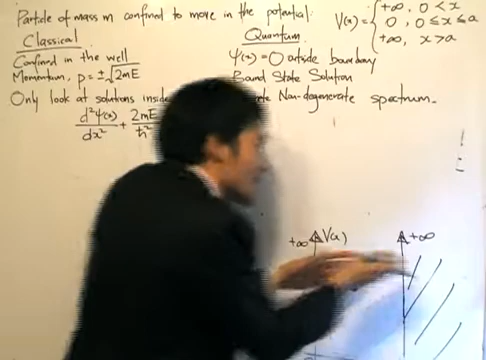 Particle of mass m confined to move in the potential: V(x) = { +∞, 0 < x
0, 0 ≤ x ≤ a
+∞, x > a
Classical
Confined in the well
Momentum, p = ±√2mE
Quantum
Ψ(x) = 0 outside boundary
Bound State Solution
Only look at solutions inside Non-degenerate spectrum.
d²Ψ(x)/dx² + 2mE/ħ²
+∞ V(x) +∞